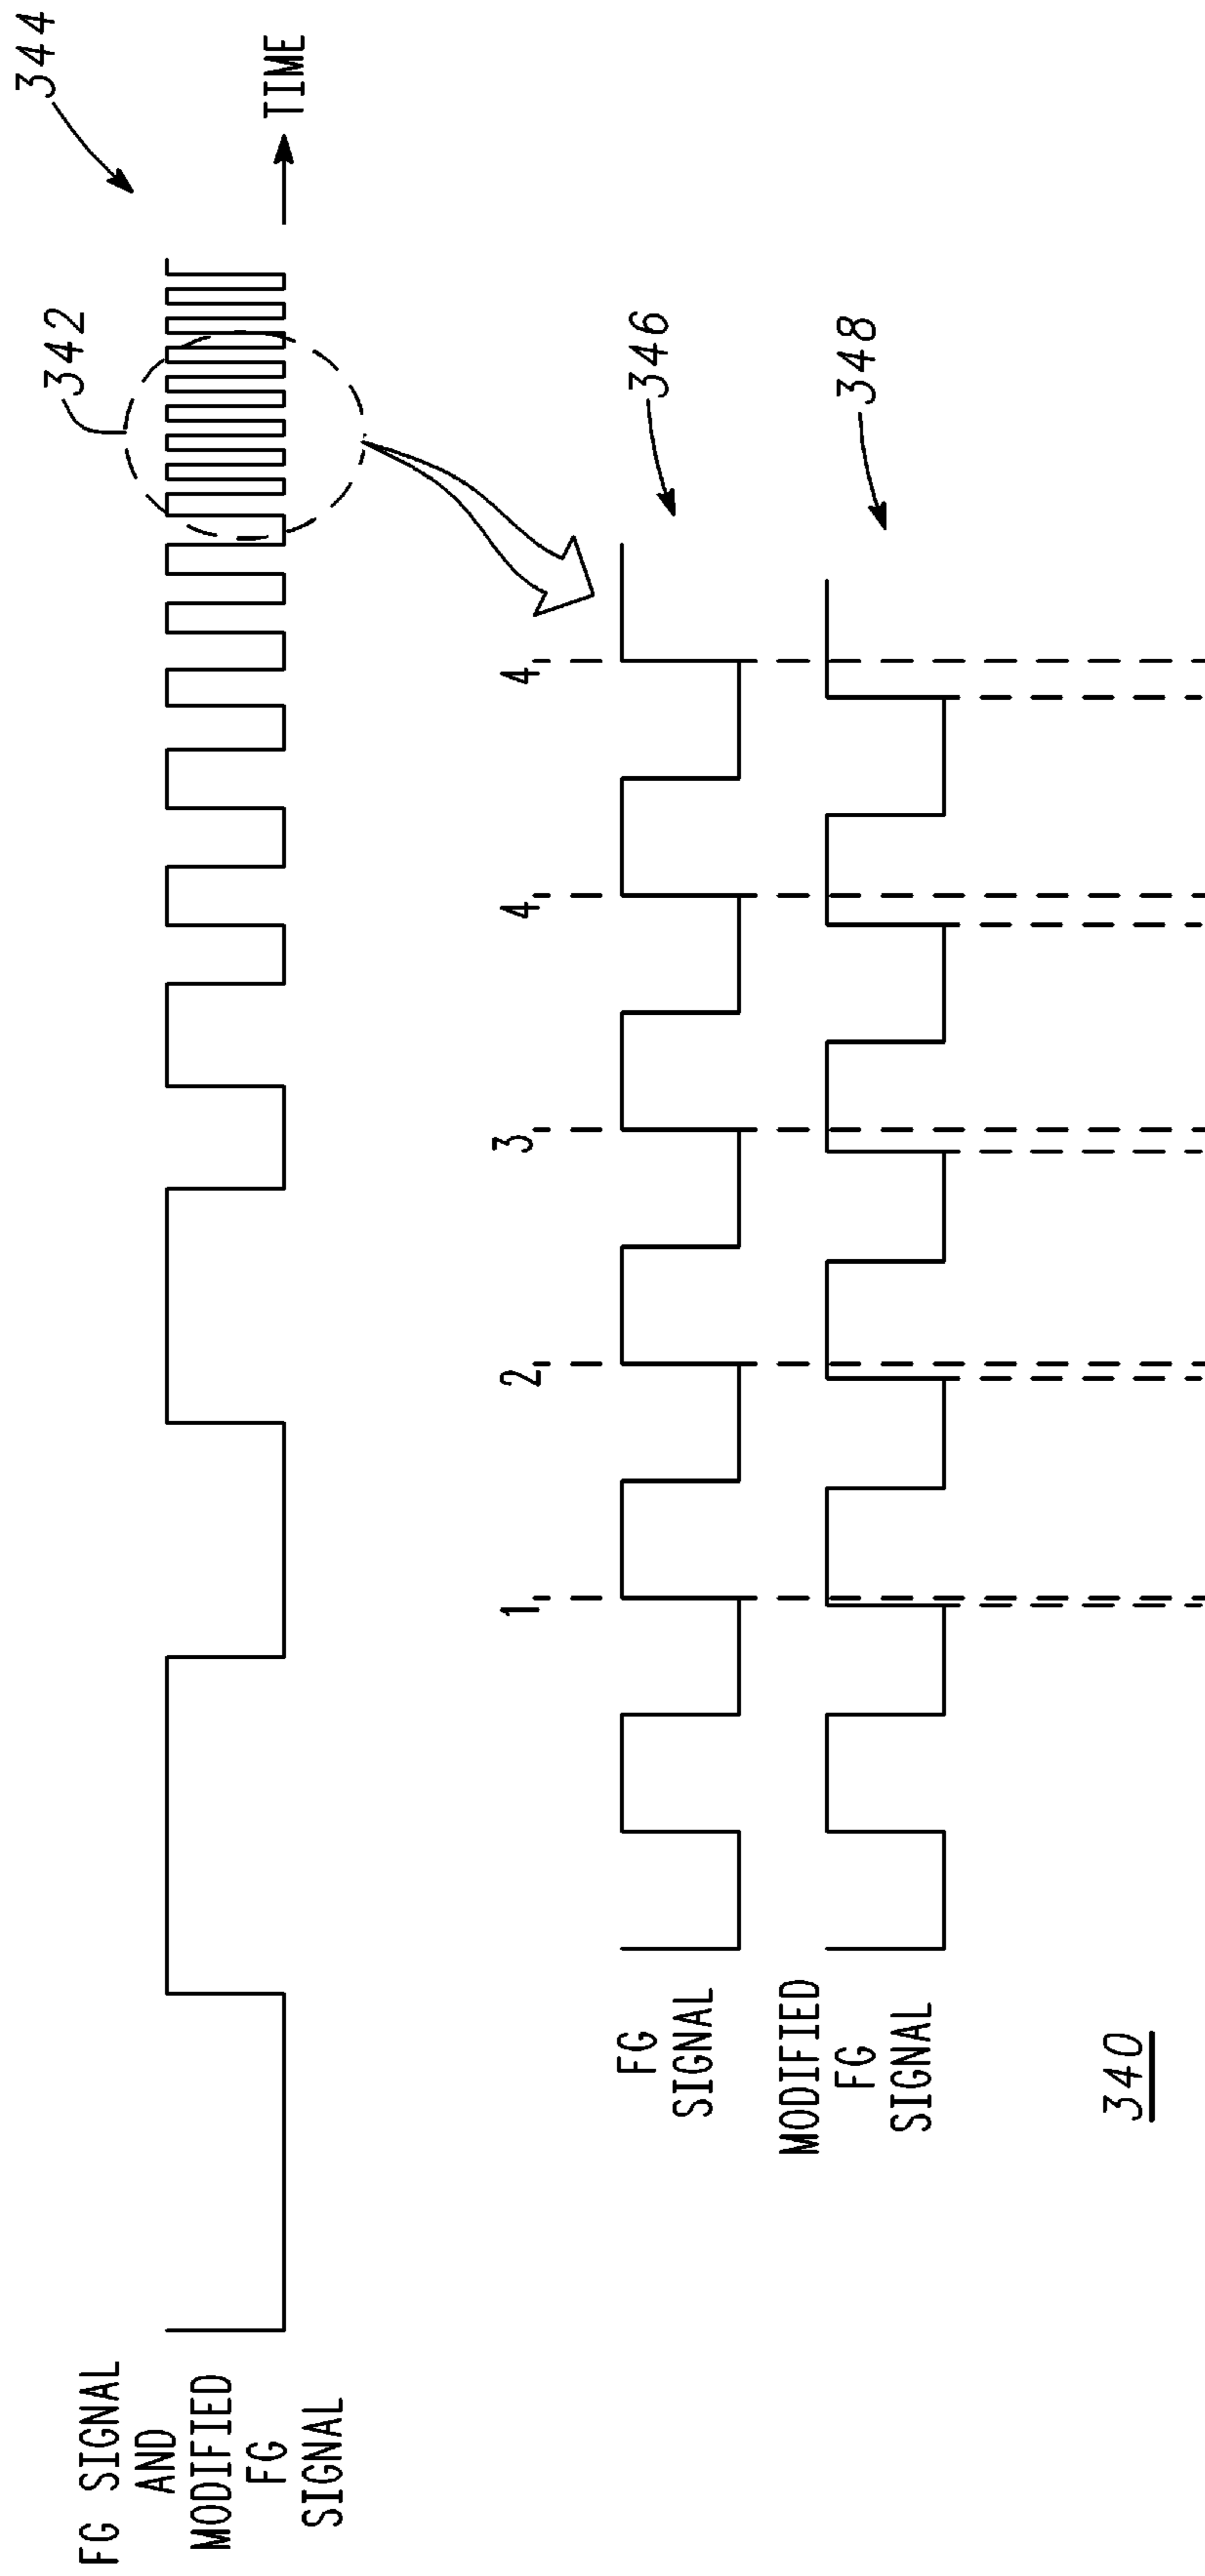 344
342
FG SIGNAL
AND
MODIFIED
FG
SIGNAL
TIME
1 2 3 4 4
346
FG
SIGNAL
348
MODIFIED
FG
SIGNAL
340